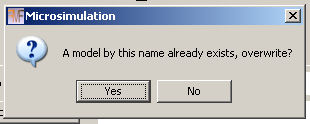 Microsimulation
A model by this name already exists, overwrite?
Yes
No